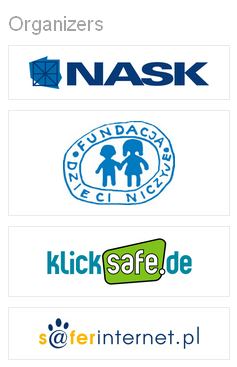 Organizers
NASK
FUNDACJA
DZIECI NICZYJE
klicksafe.de
s@ferinternet.pl